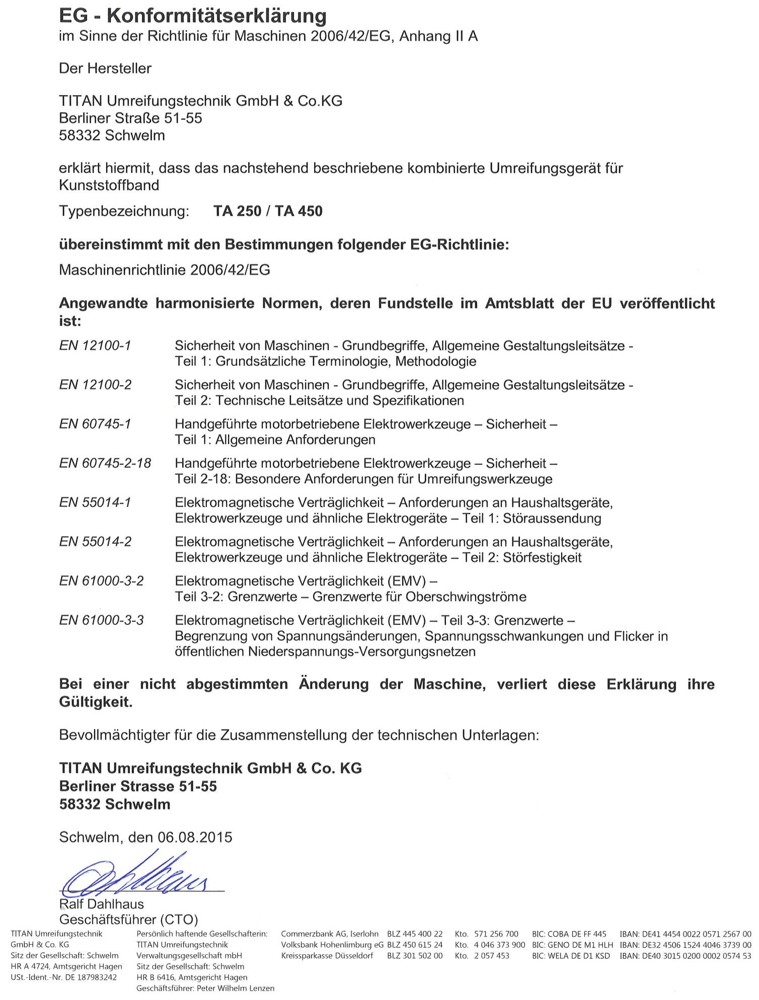 EG - Konformitätserklärung
im Sinne der Richtlinie für Maschinen 2006/42/EG, Anhang II A
Der Hersteller
TITAN Umreifungstechnik GmbH & Co.KG
Berliner Straße 51-55
58332 Schwelm
erklärt hiermit, dass das nachstehend beschriebene kombinierte Umreifungsgerät für
Kunststoffband
Typenbezeichnung: TA 250 / TA 450
übereinstimmt mit den Bestimmungen folgender EG-Richtlinie:
Maschinenrichtlinie 2006/42/EG
Angewandte harmonisierte Normen, deren Fundstelle im Amtsblatt der EU veröffentlicht
ist:
EN 12100-1 Sicherheit von Maschinen - Grundbegriffe, Allgemeine Gestaltungsleitsätze -
Teil 1: Grundsätzliche Terminologie, Methodologie
EN 12100-2 Sicherheit von Maschinen - Grundbegriffe, Allgemeine Gestaltungsleitsätze -
Teil 2: Technische Leitsätze und Spezifikationen
EN 60745-1 Handgeführte motorbetriebene Elektrowerkzeuge – Sicherheit –
Teil 1: Allgemeine Anforderungen
EN 60745-2-18 Handgeführte motorbetriebene Elektrowerkzeuge – Sicherheit –
Teil 2-18: Besondere Anforderungen für Umreifungswerkzeuge
EN 55014-1 Elektromagnetische Verträglichkeit – Anforderungen an Haushaltsgeräte,
Elektrowerkzeuge und ähnliche Elektrogeräte – Teil 1: Störaussendung
EN 55014-2 Elektromagnetische Verträglichkeit – Anforderungen an Haushaltsgeräte,
Elektrowerkzeuge und ähnliche Elektrogeräte – Teil 2: Störfestigkeit
EN 61000-3-2 Elektromagnetische Verträglichkeit (EMV) –
Teil 3-2: Grenzwerte – Grenzwerte für Oberschwingströme
EN 61000-3-3 Elektromagnetische Verträglichkeit (EMV) – Teil 3-3: Grenzwerte –
Begrenzung von Spannungsänderungen, Spannungsschwankungen und Flicker in
öffentlichen Niederspannungs-Versorgungsnetzen
Bei einer nicht abgestimmten Änderung der Maschine, verliert diese Erklärung ihre
Gültigkeit.
Bevollmächtigter für die Zusammenstellung der technischen Unterlagen:
TITAN Umreifungstechnik GmbH & Co. KG
Berliner Strasse 51-55
58332 Schwelm
Schwelm, den 06.08.2015
Dahlhaus
Ralf Dahlhaus
Geschäftsführer (CTO)
TITAN Umreifungstechnik
GmbH & Co. KG
Sitz der Gesellschaft: Schwelm
HR A 4724, Amtsgericht Hagen
USt.-Ident.-Nr. DE 187983242
Persönlich haftende Gesellschafterin:
TITAN Umreifungstechnik
Verwaltungsgesellschaft mbH
Sitz der Gesellschaft: Schwelm
HR B 6416, Amtsgericht Hagen
Geschäftsführer: Peter Wilhelm Lenzen
Commerzbank AG, Iserlohn BLZ 445 400 22 Kto. 571 256 700 BIC: COBA DE FF 445 IBAN: DE41 4454 0022 0571 2567 00
Volksbank Hohenlimburg eG BLZ 450 615 24 Kto. 4 046 373 900 BIC: GENO DE M1 HLH IBAN: DE32 4506 1524 4046 3739 00
Kreissparkasse Düsseldorf BLZ 301 502 00 Kto. 2 057 453 BIC: WELA DE D1 KSD IBAN: DE40 3015 0200 0002 0574 53